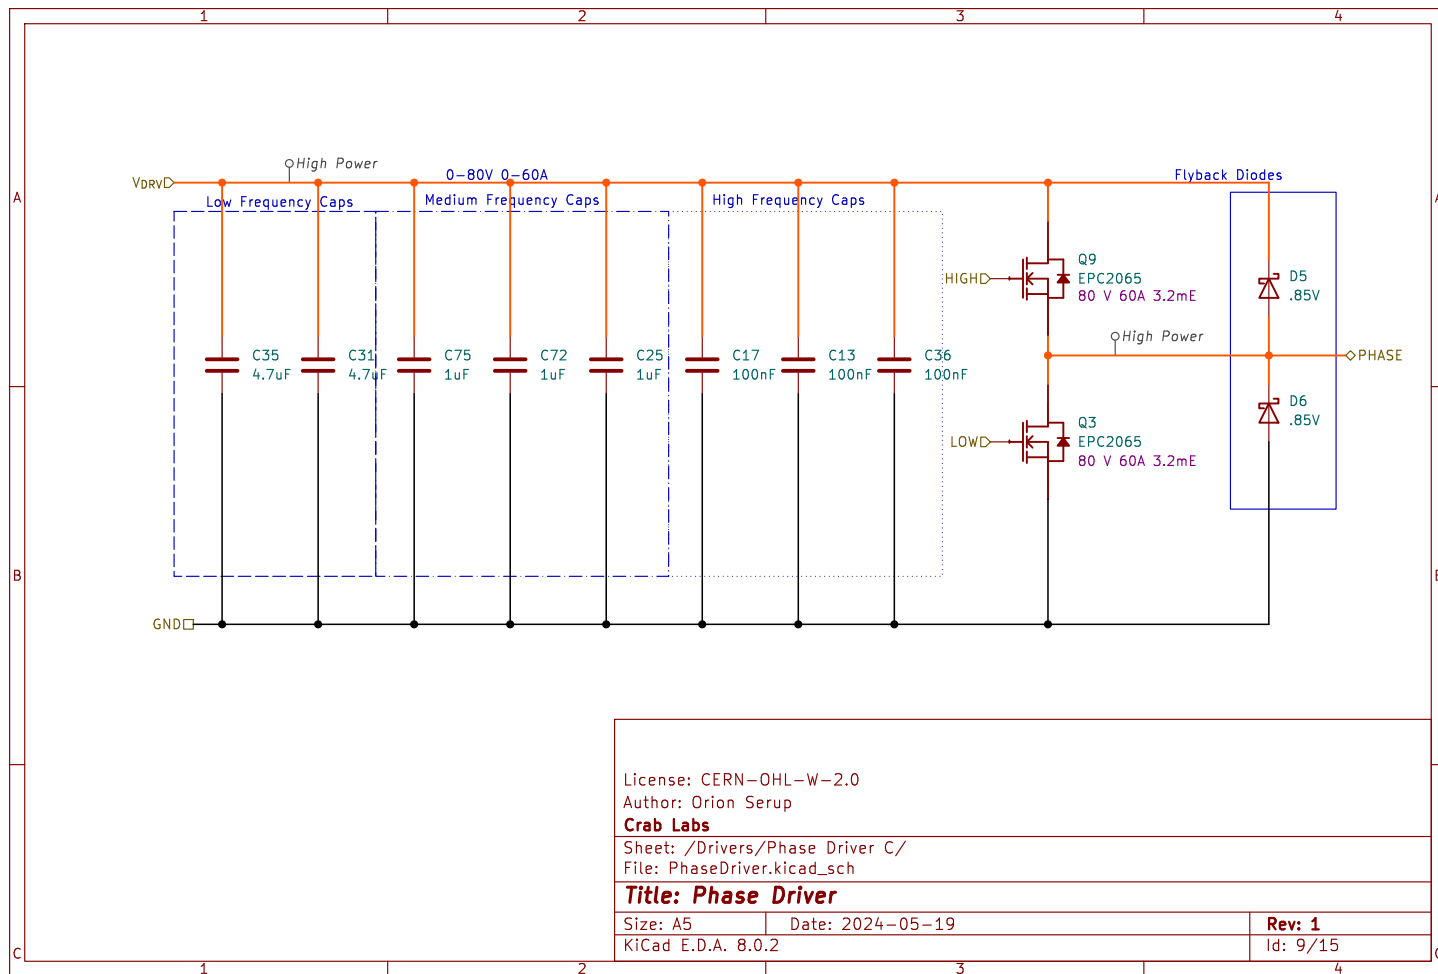 1 2 3 4
High Power
VDRV
0-80V 0-60A
Flyback Diodes
A
A
Low Frequency Caps
Medium Frequency Caps
High Frequency Caps
Q9
HIGH
EPC2065
80 V 60A 3.2mE
D5
.85V
High Power
C35
4.7uF
C31
4.7uF
C75
1uF
C72
1uF
C25
1uF
C17
100nF
C13
100nF
C36
100nF
PHASE
D6
.85V
Q3
LOW
EPC2065
80 V 60A 3.2mE
B
B
GND
License: CERN-OHL-W-2.0
Author: Orion Serup
Crab Labs
Sheet: /Drivers/Phase Driver C/
File: PhaseDriver.kicad_sch
Title: Phase Driver
Size: A5 Date: 2024-05-19 Rev: 1
KiCad E.D.A. 8.0.2 Id: 9/15
C
C
1 2 3 4